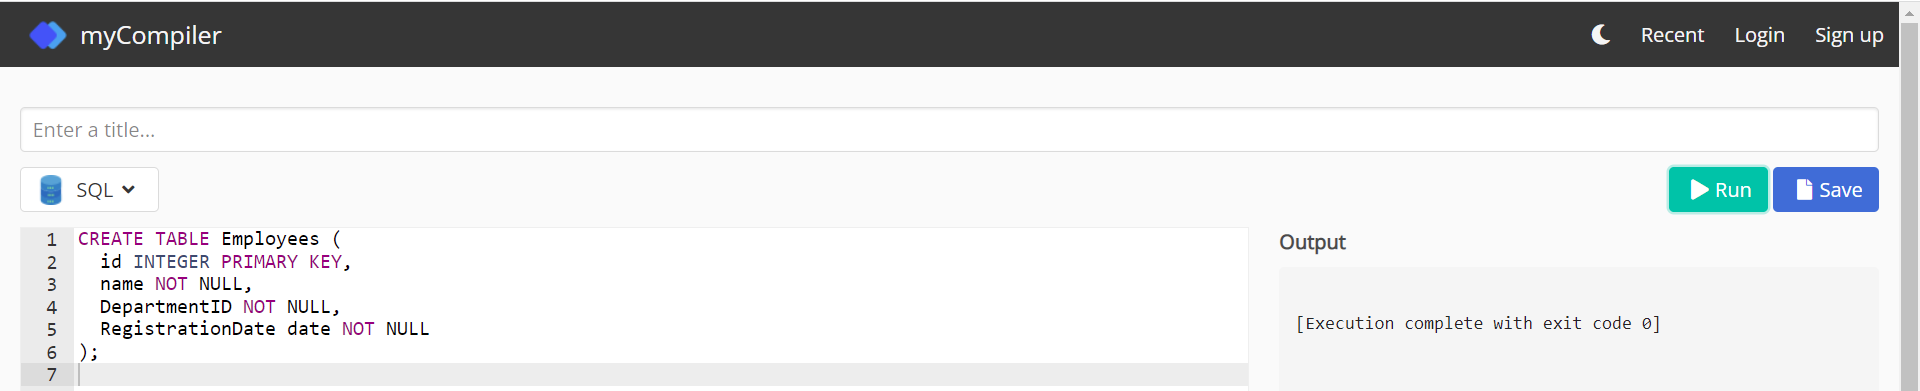 myCompiler
Recent Login Sign up
Enter a title...
SQL
Run Save
1 CREATE TABLE Employees (
2   id INTEGER PRIMARY KEY,
3   name NOT NULL,
4   DepartmentID NOT NULL,
5   RegistrationDate date NOT NULL
6 );
7
Output
[Execution complete with exit code 0]